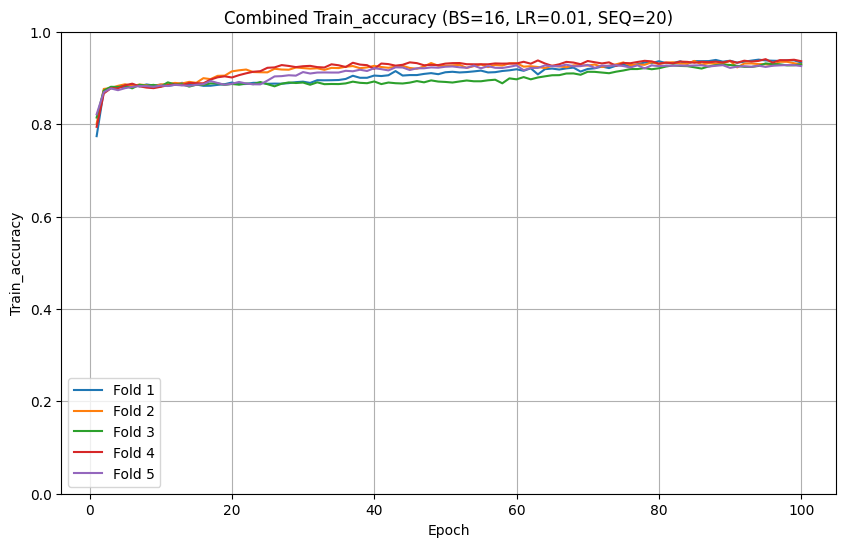 Combined Train_accuracy (BS=16, LR=0.01, SEQ=20)
Train_accuracy
1.0
0.8
0.6
0.4
0.2
0.0
Fold 1
Fold 2
Fold 3
Fold 4
Fold 5
0 20 40 60 80 100
Epoch